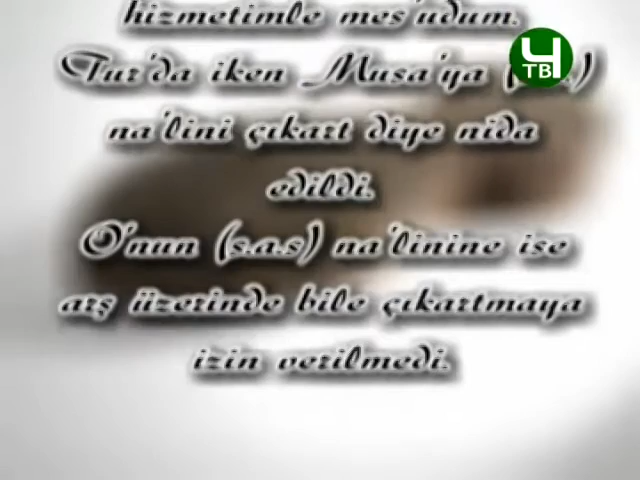 hizmetimle mes'udum.
Tur'da iken Musa'ya (
na'lini çıkart diye nida
edildi.
O'nun (s.a.s) na'linine ise
arş üzerinde bile çıkartmaya
izin verilmedi.
Ч
ТВ